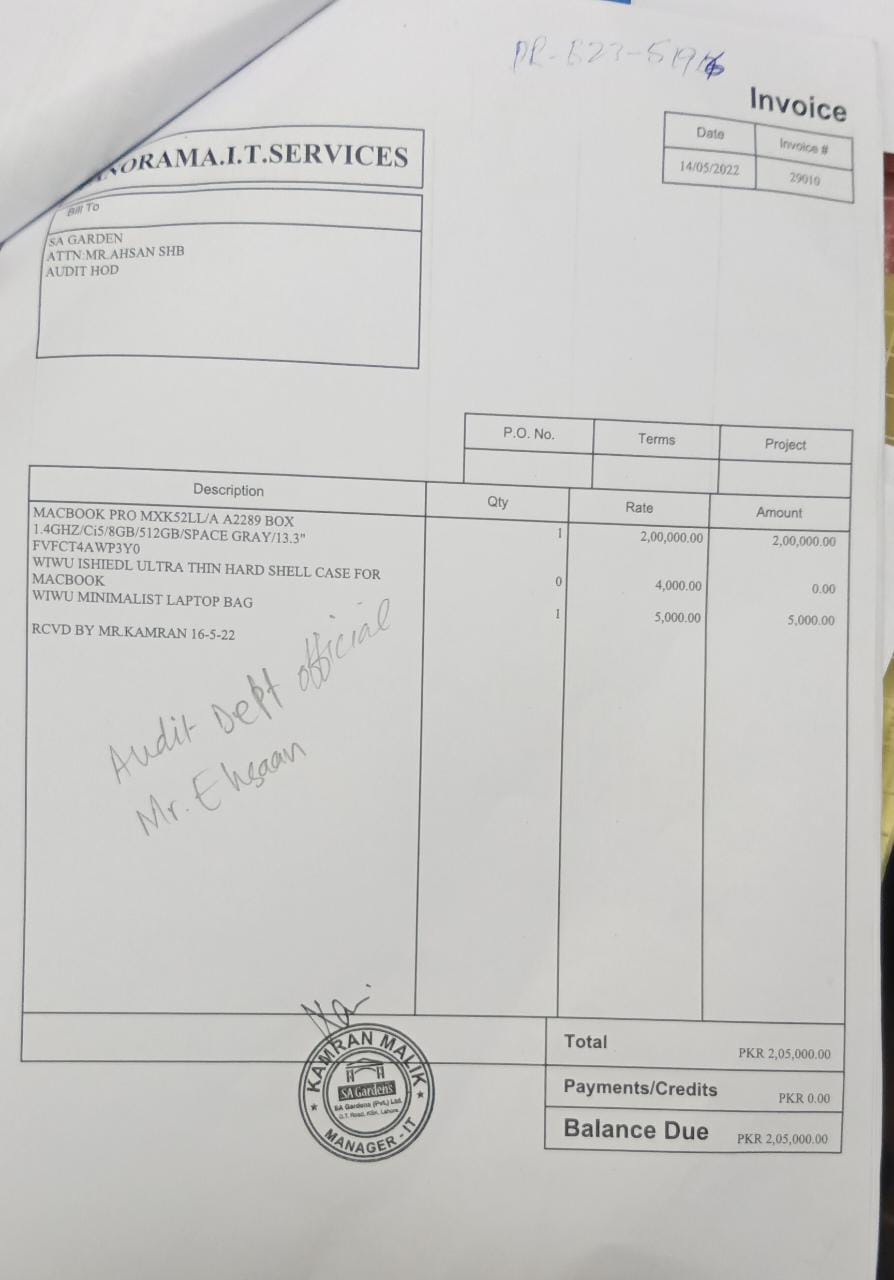 Invoice
Date Invoice #
14/05/2022 29010
NORAMA.I.T.SERVICES
Bill To
SA GARDEN
ATTN:MR.AHSAN SHB
AUDIT HOD
P.O. No. Terms Project
Description Qty Rate Amount
MACBOOK PRO MXK52LL/A A2289 BOX 1 2,00,000.00 2,00,000.00
1.4GHZ/Ci5/8GB/512GB/SPACE GRAY/13.3"
FVFCT4AWP3Y0
WIWU ISHIEDL ULTRA THIN HARD SHELL CASE FOR 0 4,000.00 0.00
MACBOOK
WIWU MINIMALIST LAPTOP BAG 1 5,000.00 5,000.00
RCVD BY MR.KAMRAN 16-5-22
Audit Dept official
Mr. Ehsaan
Total PKR 2,05,000.00
Payments/Credits PKR 0.00
Balance Due PKR 2,05,000.00
KAMRAN MALIK
SA Gardens
SA Gardens (Pvt.) Ltd.
G.T. Road, KSK, Lahore
MANAGER - IT